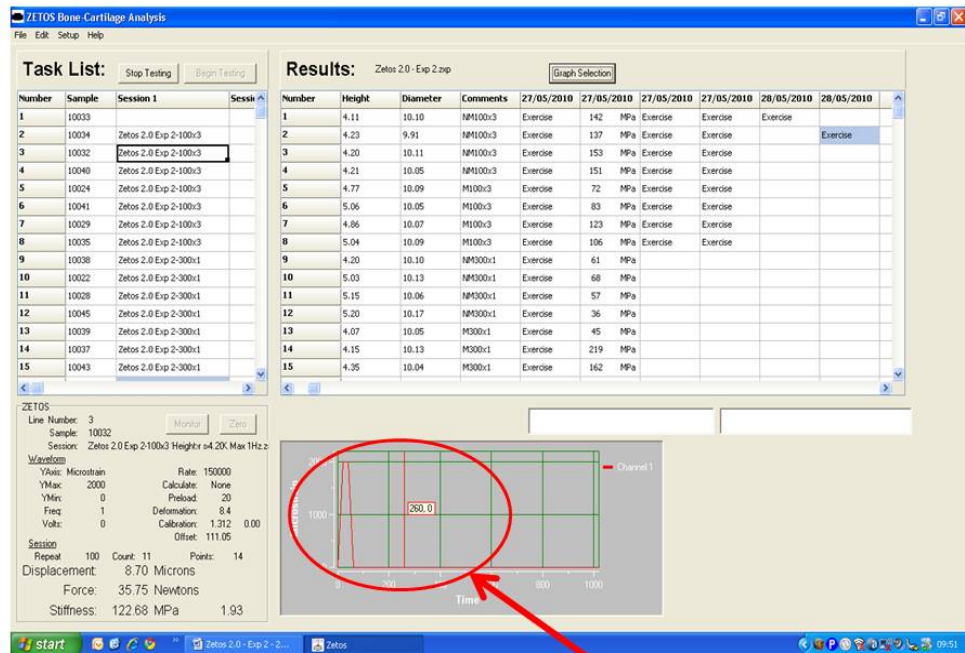 ZETOS Bone-Cartilage Analysis
File Edit Setup Help
Task List: Stop Testing Begin Testing
Number Sample Session 1
1 10033
2 10034 Zetos 2.0 Exp 2-100x3
3 10032 Zetos 2.0 Exp 2-100x3
4 10040 Zetos 2.0 Exp 2-100x3
5 10024 Zetos 2.0 Exp 2-100x3
6 10041 Zetos 2.0 Exp 2-100x3
7 10029 Zetos 2.0 Exp 2-100x3
8 10035 Zetos 2.0 Exp 2-100x3
9 10038 Zetos 2.0 Exp 2-300x1
10 10022 Zetos 2.0 Exp 2-300x1
11 10028 Zetos 2.0 Exp 2-300x1
12 10045 Zetos 2.0 Exp 2-300x1
13 10039 Zetos 2.0 Exp 2-300x1
14 10037 Zetos 2.0 Exp 2-300x1
15 10043 Zetos 2.0 Exp 2-300x1
Results: Zetos 2.0 - Exp 2.zxp Graph Selection
Number Height Diameter Comments 27/05/2010 27/05/2010 27/05/2010 27/05/2010 28/05/2010 28/05/2010
1 4.11 10.10 NM100x3 Exercise 142 MPa Exercise Exercise Exercise
2 4.23 9.91 NM100x3 Exercise 137 MPa Exercise Exercise Exercise
3 4.20 10.11 NM100x3 Exercise 153 MPa Exercise Exercise
4 4.21 10.05 NM100x3 Exercise 151 MPa Exercise Exercise
5 4.77 10.09 M100x3 Exercise 72 MPa Exercise Exercise
6 5.06 10.05 M100x3 Exercise 83 MPa Exercise Exercise
7 4.86 10.07 M100x3 Exercise 123 MPa Exercise Exercise
8 5.04 10.09 M100x3 Exercise 106 MPa Exercise Exercise
9 4.20 10.10 NM300x1 Exercise 61 MPa
10 5.03 10.13 NM300x1 Exercise 68 MPa
11 5.15 10.06 NM300x1 Exercise 57 MPa
12 5.20 10.17 NM300x1 Exercise 36 MPa
13 4.07 10.05 M300x1 Exercise 45 MPa
14 4.15 10.13 M300x1 Exercise 219 MPa
15 4.35 10.04 M300x1 Exercise 162 MPa
ZETOS
Line Number: 3 Monitor Zero
Sample: 10032
Session: Zetos 2.0 Exp 2-100x3 Max 1Hz.z
Waveform
YAxis: Microstrain Rate: 150000
YMax: 2000 Calculate: None
YMin: 0 Preload: 20
Freq: 1 Deformation: 8.4
Volts: 0 Calibration: 1.312 0.00
Offset: 111.05
Session
Repeat 100 Count: 11 Points: 14
Displacement: 8.70 Microns
Force: 35.75 Newtons
Stiffness: 122.68 MPa 1.93
Channel 1
260, 0
1000
0 200 800 1000
Time
start Zetos 2.0 - Exp 2 - 2... Zetos 09:51